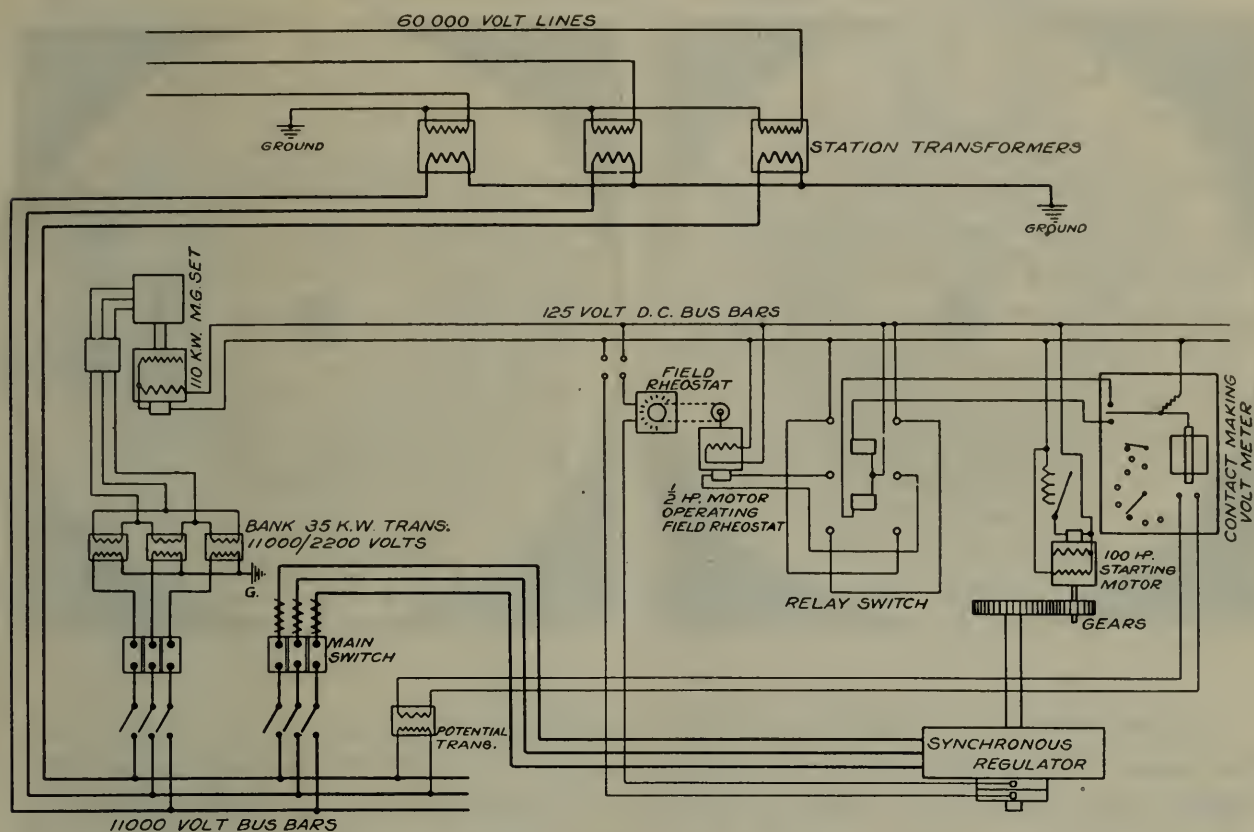 60 000 VOLT LINES
GROUND
STATION TRANSFORMERS
GROUND
110 K.W. M.G. SET
125 VOLT D.C. BUS BARS
FIELD
RHEOSTAT
CONTACT MAKING
VOLT METER
1/2 HP. MOTOR
OPERATING
FIELD RHEOSTAT
BANK 35 K.W. TRANS.
11000/2200 VOLTS
G.
100 HP.
STARTING
MOTOR
RELAY SWITCH
GEARS
MAIN
SWITCH
POTENTIAL
TRANS.
SYNCHRONOUS
REGULATOR
11000 VOLT BUS BARS